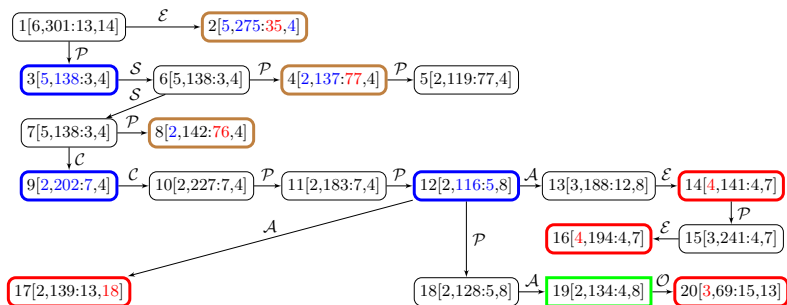 1[6,301:13,14] ℰ 2[5,275:35,4]
𝒫
3[5,138:3,4] 𝒮 6[5,138:3,4] 𝒫 4[2,137:77,4] 𝒫 5[2,119:77,4]
𝒮
7[5,138:3,4] 𝒫 8[2,142:76,4]
𝒞
9[2,202:7,4] 𝒞 10[2,227:7,4] 𝒫 11[2,183:7,4] 𝒫 12[2,116:5,8] 𝒜 13[3,188:12,8] ℰ 14[4,141:4,7]
𝒜 𝒫 𝒫
16[4,194:4,7] ℰ 15[3,241:4,7]
17[2,139:13,18] 18[2,128:5,8] 𝒜 19[2,134:4,8] 𝒪 20[3,69:15,13]